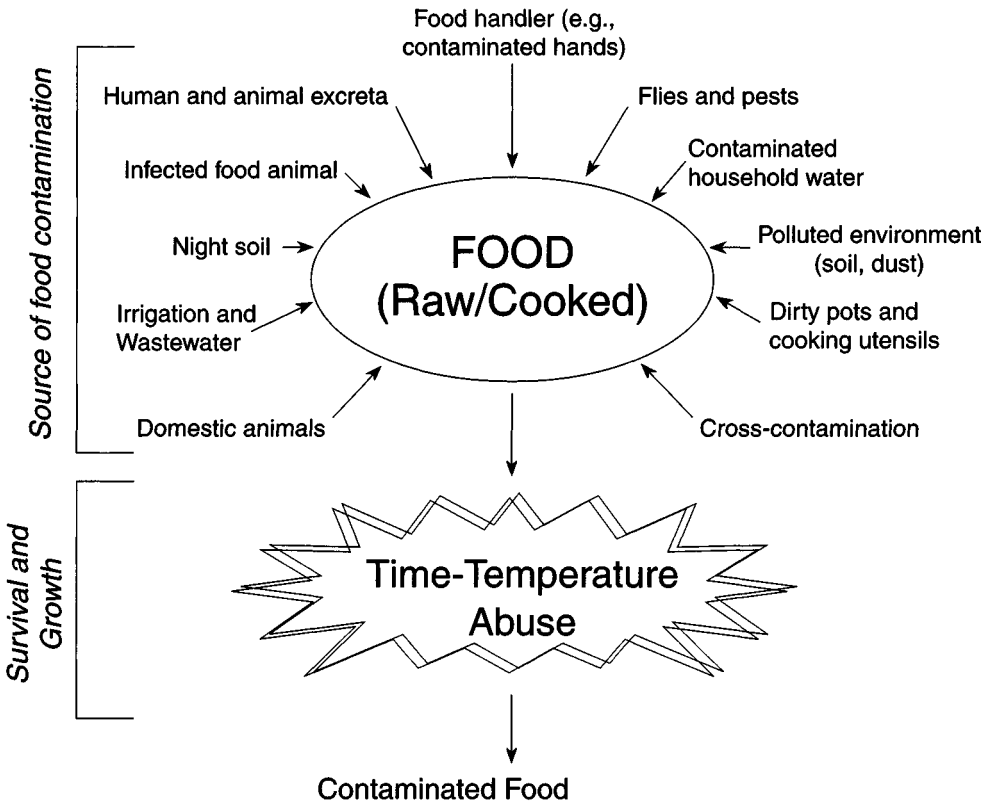 Food handler (e.g.,
contaminated hands)
Human and animal excreta
Flies and pests
Infected food animal
Contaminated
household water
Night soil
Polluted environment
(soil, dust)
Irrigation and
Wastewater
Dirty pots and
cooking utensils
Domestic animals
Cross-contamination
FOOD
(Raw/Cooked)
Source of food contamination
Time-Temperature
Abuse
Survival and
Growth
Contaminated Food